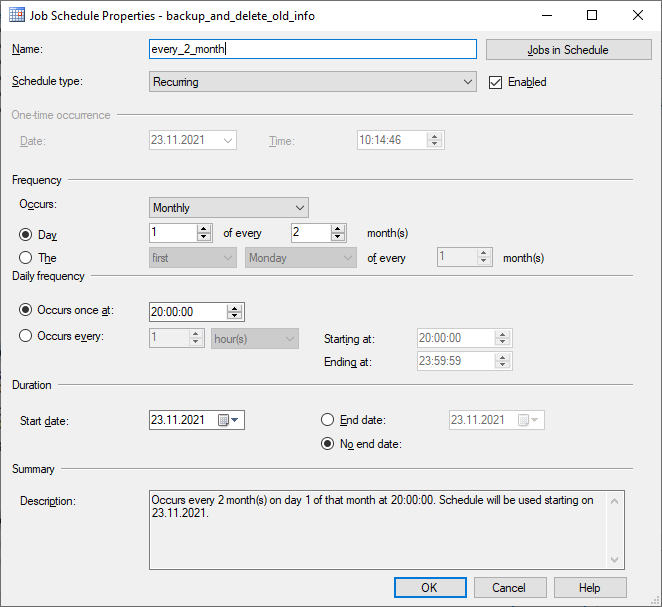 Job Schedule Properties - backup_and_delete_old_info
Name: every_2_month Jobs in Schedule
Schedule type: Recurring Enabled
One-time occurrence
Date: 23.11.2021 Time: 10:14:46
Frequency
Occurs: Monthly
Day 1 of every 2 month(s)
The first Monday of every 1 month(s)
Daily frequency
Occurs once at: 20:00:00
Occurs every: 1 hour(s) Starting at: 20:00:00
Ending at: 23:59:59
Duration
Start date: 23.11.2021 End date: 23.11.2021
No end date:
Summary
Description: Occurs every 2 month(s) on day 1 of that month at 20:00:00. Schedule will be used starting on
23.11.2021.
OK Cancel Help